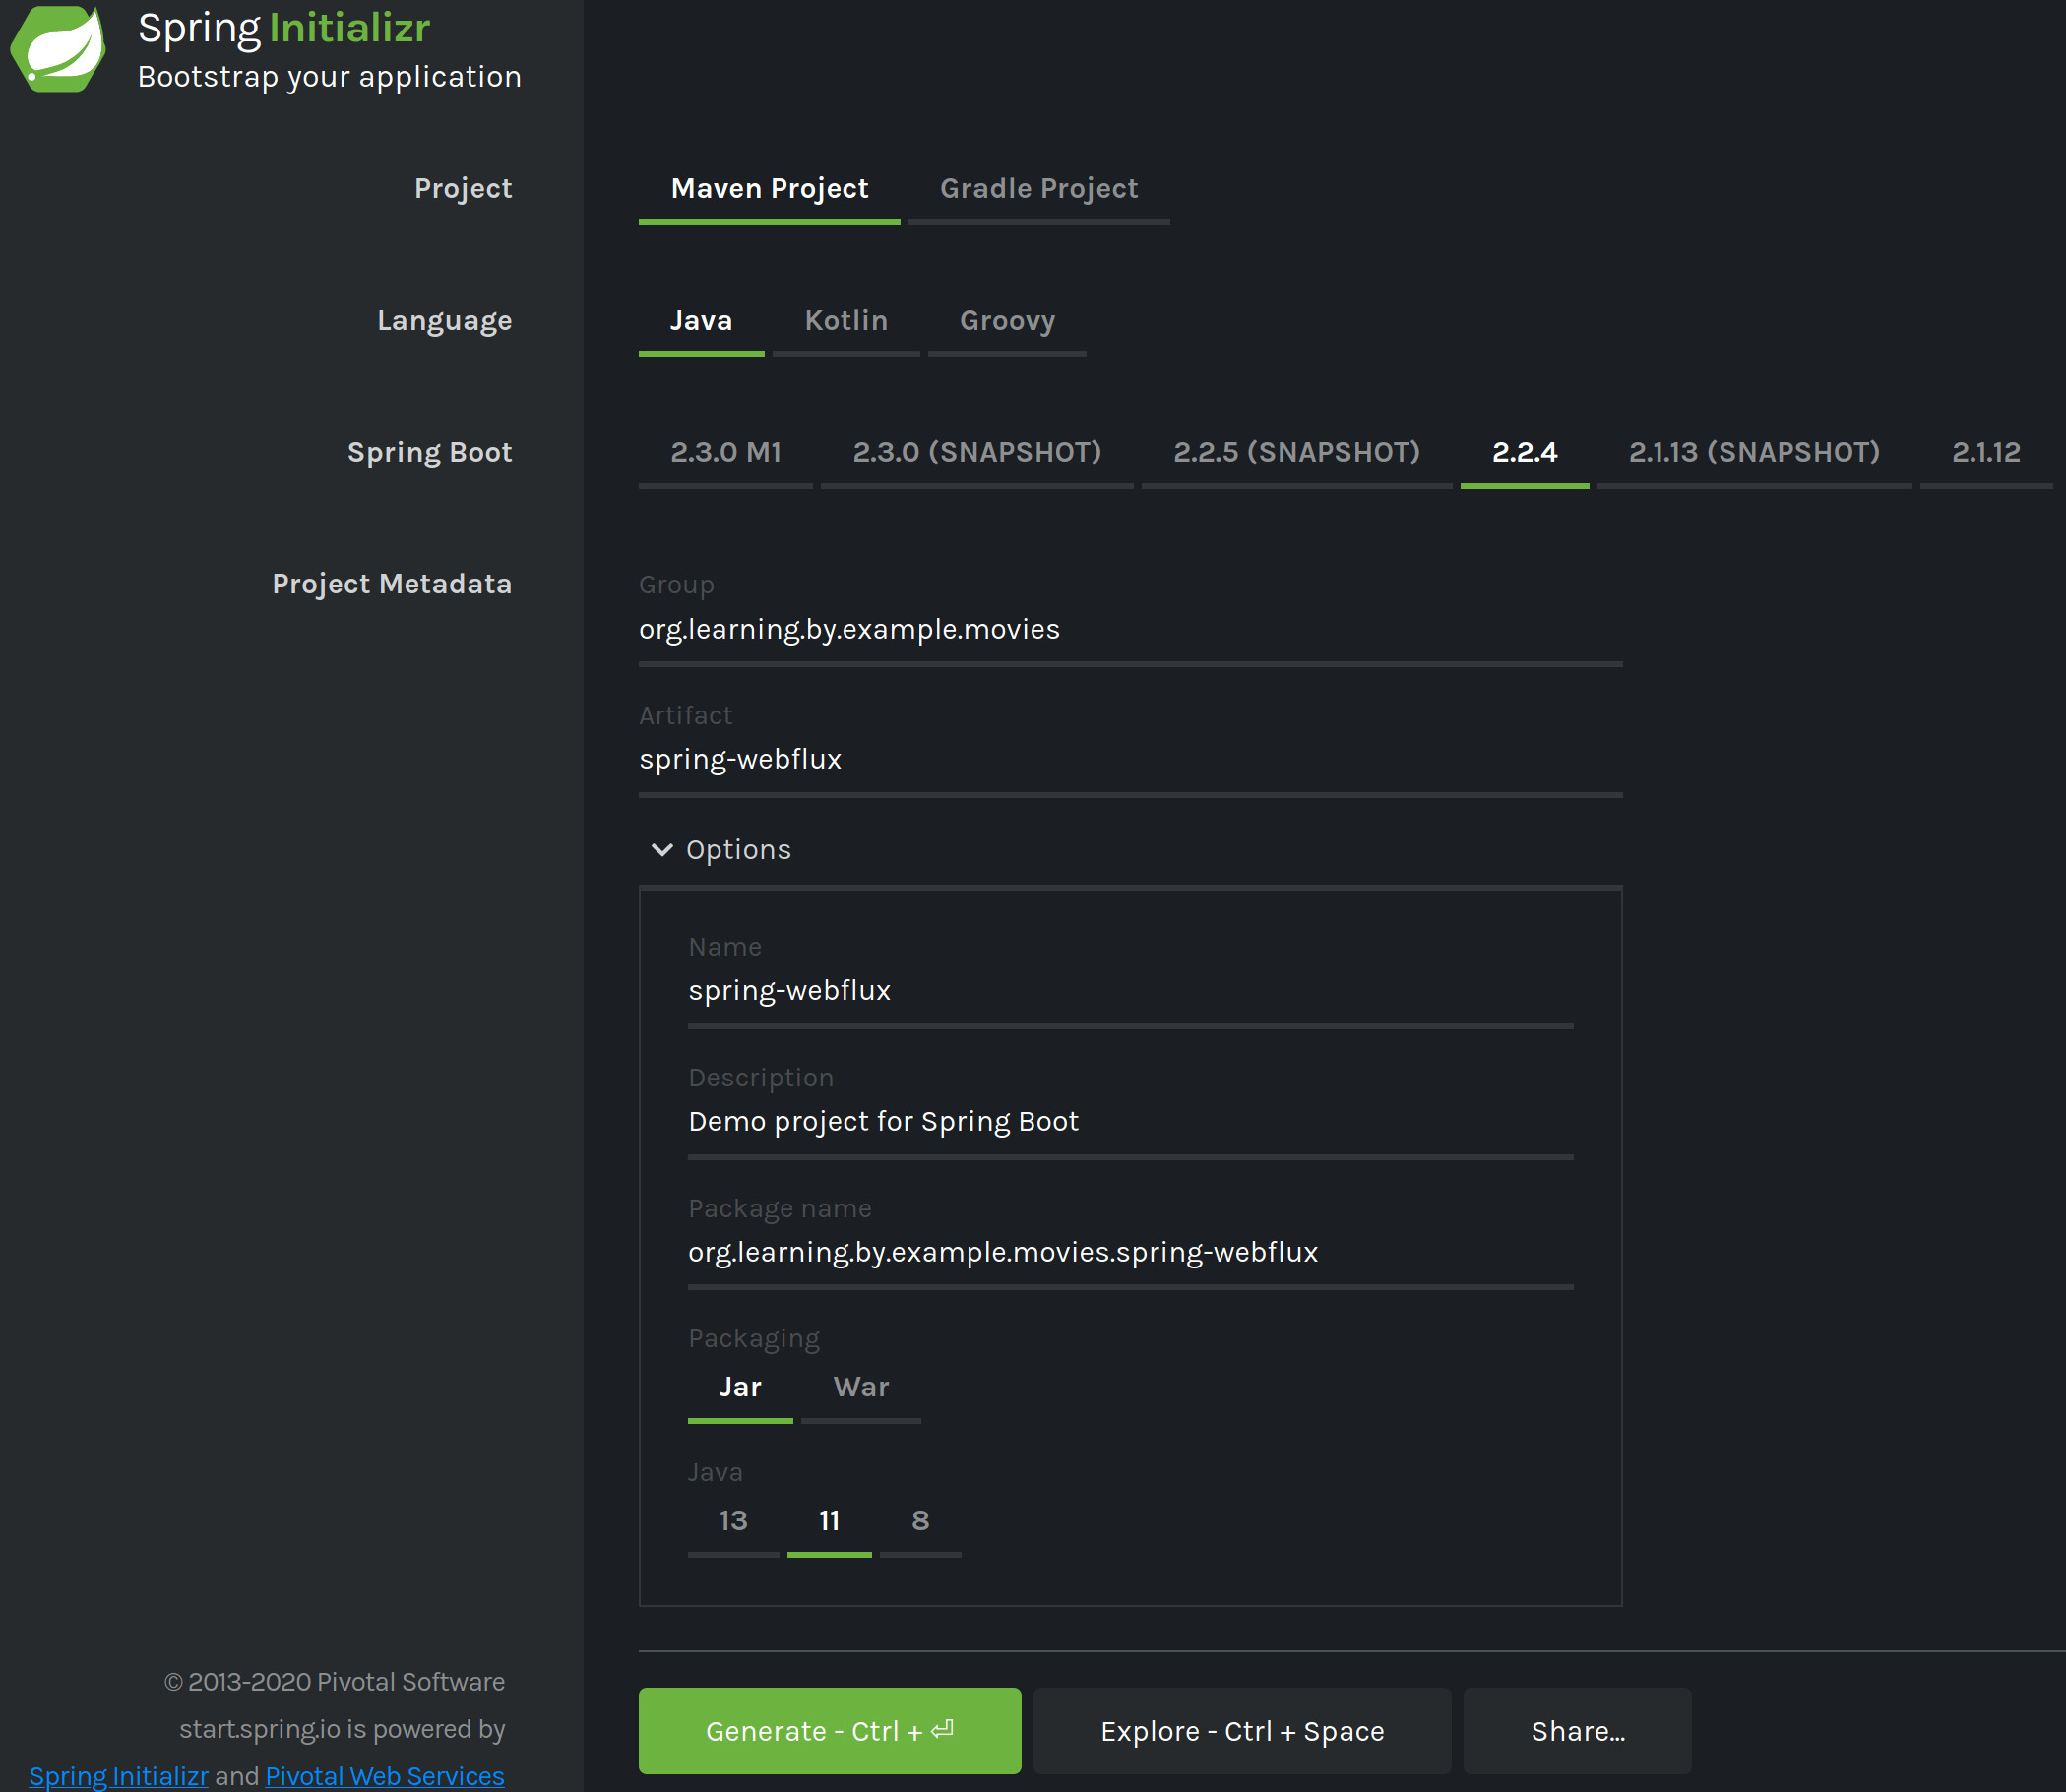 Spring Initializr
Bootstrap your application
Project
Maven Project Gradle Project
Language
Java Kotlin Groovy
Spring Boot
2.3.0 M1 2.3.0 (SNAPSHOT) 2.2.5 (SNAPSHOT) 2.2.4 2.1.13 (SNAPSHOT) 2.1.12
Project Metadata
Group
org.learning.by.example.movies
Artifact
spring-webflux
Options
Name
spring-webflux
Description
Demo project for Spring Boot
Package name
org.learning.by.example.movies.spring-webflux
Packaging
Jar War
Java
13 11 8
© 2013-2020 Pivotal Software
start.spring.io is powered by
Spring Initializr and Pivotal Web Services
Generate - Ctrl + ⏎
Explore - Ctrl + Space
Share...